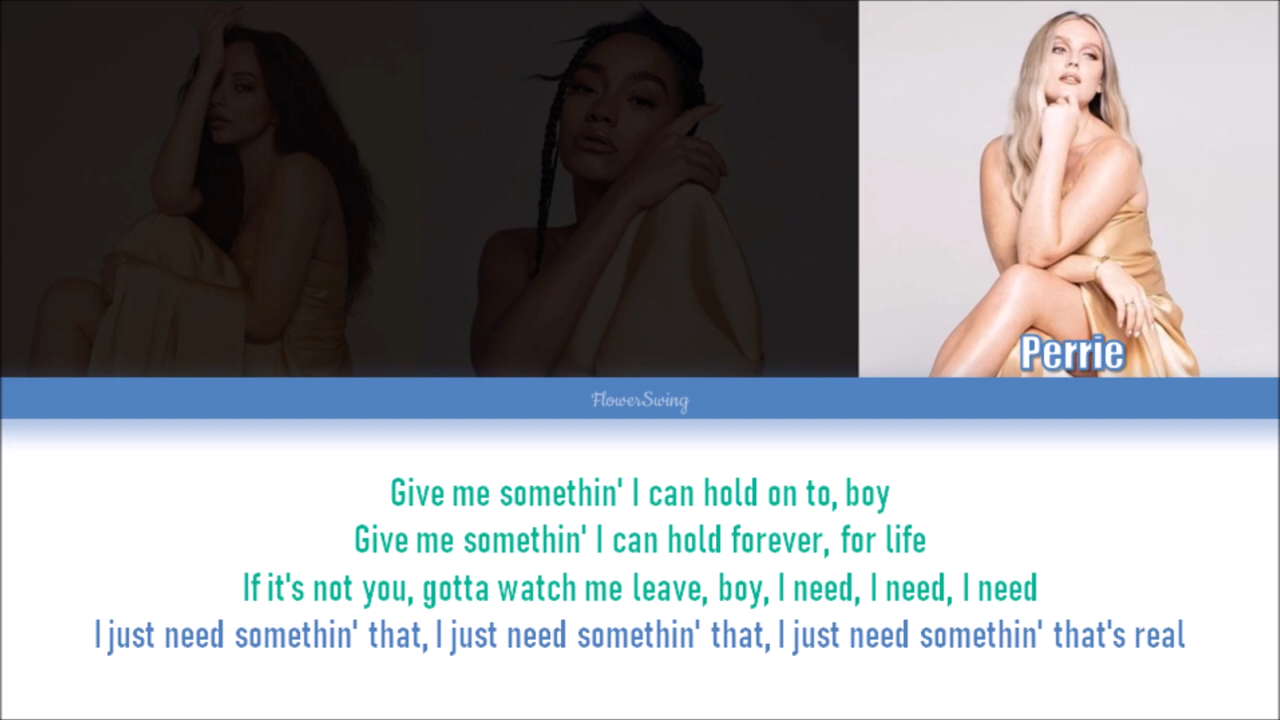 Perrie
FlowerSwing
Give me somethin' I can hold on to, boy
Give me somethin' I can hold forever, for life
If it's not you, gotta watch me leave, boy, I need, I need, I need
I just need somethin' that, I just need somethin' that, I just need somethin' that's real